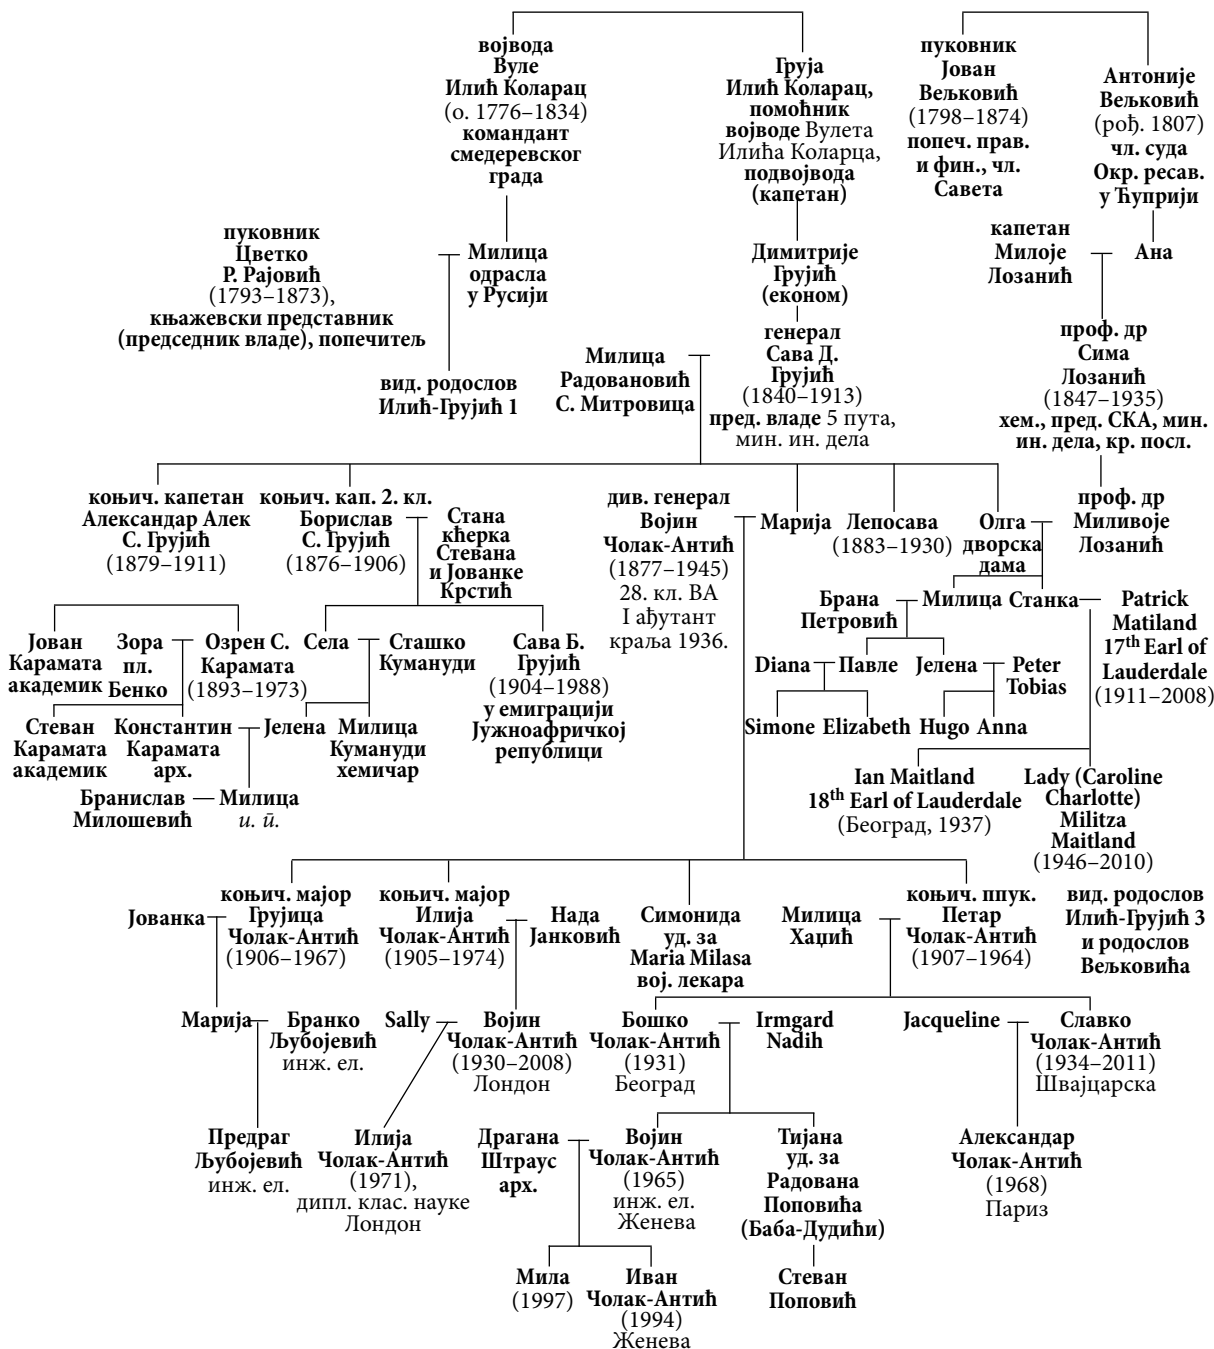 војвода
Вуле
Илић Коларац
(о. 1776–1834)
командант
смедеревског
града
Груја
Илић Коларац,
помоћник
војводе Вулета
Илића Коларца,
подвојвода
(капетан)
пуковник
Јован
Вељковић
(1798–1874)
попеч. прав.
и фин., чл.
Савета
Антоније
Вељковић
(рођ. 1807)
чл. суда
Окр. ресав.
у Ћуприји
пуковник
Цветко
Р. Рајовић
(1793–1873),
књажевски представник
(председник владе), попечитељ
Милица
одрасла
у Русији
Димитрије
Грујић
(економ)
капетан
Милоје
Лозанић
Ана
вид. родослов
Илић-Грујић 1
Милица
Радовановић
С. Митровица
генерал
Сава Д.
Грујић
(1840–1913)
пред. владе 5 пута,
мин. ин. дела
проф. др
Сима
Лозанић
(1847–1935)
хем., пред. СКА, мин.
ин. дела, кр. посл.
коњич. капетан
Александар Алек
С. Грујић
(1879–1911)
коњич. кап. 2. кл.
Борислав
С. Грујић
(1876–1906)
Стана
кћерка
Стевана
и Јованке
Крстић
див. генерал
Војин
Чолак-Антић
(1877–1945)
28. кл. ВА
I ађутант
краља 1936.
Марија
Лепосава
(1883–1930)
Олга
дворска
дама
проф. др
Миливоје
Лозанић
Јован
Карамата
академик
Зора
пл.
Бенко
Озрен С.
Карамата
(1893–1973)
Села
Сташко
Кумануди
Сава Б.
Грујић
(1904–1988)
у емиграцији
Јужноафричкој
републици
Брана
Петровић
Милица
Станка
Patrick
Matiland
17th Earl of
Lauderdale
(1911–2008)
Diana
Павле
Јелена
Peter
Tobias
Стеван
Карамата
академик
Константин
Карамата
арх.
Јелена
Милица
Кумануди
хемичар
Simone
Elizabeth
Hugo
Anna
Бранислав
Милошевић
Милица
и. п.
Ian Maitland
18th Earl of Lauderdale
(Београд, 1937)
Lady (Caroline
Charlotte)
Militza
Maitland
(1946–2010)
Јованка
коњич. мајор
Грујица
Чолак-Антић
(1906–1967)
коњич. мајор
Илија
Чолак-Антић
(1905–1974)
Нада
Јанковић
Симонида
уд. за
Maria Milasa
вој. лекара
Милица
Хаџић
коњич. ппук.
Петар
Чолак-Антић
(1907–1964)
вид. родослов
Илић-Грујић 3
и родослов
Вељковића
Марија
Бранко
Љубојевић
инж. ел.
Sally
Војин
Чолак-Антић
(1930–2008)
Лондон
Бошко
Чолак-Антић
(1931)
Београд
Irmgard
Nadih
Jacqueline
Славко
Чолак-Антић
(1934–2011)
Швајцарска
Предраг
Љубојевић
инж. ел.
Илија
Чолак-Антић
(1971),
дипл. клас. науке
Лондон
Драгана
Штраус
арх.
Војин
Чолак-Антић
(1965)
инж. ел.
Женева
Тијана
уд. за
Радована
Поповића
(Баба-Дудићи)
Александар
Чолак-Антић
(1968)
Париз
Мила
(1997)
Иван
Чолак-Антић
(1994)
Женева
Стеван
Поповић